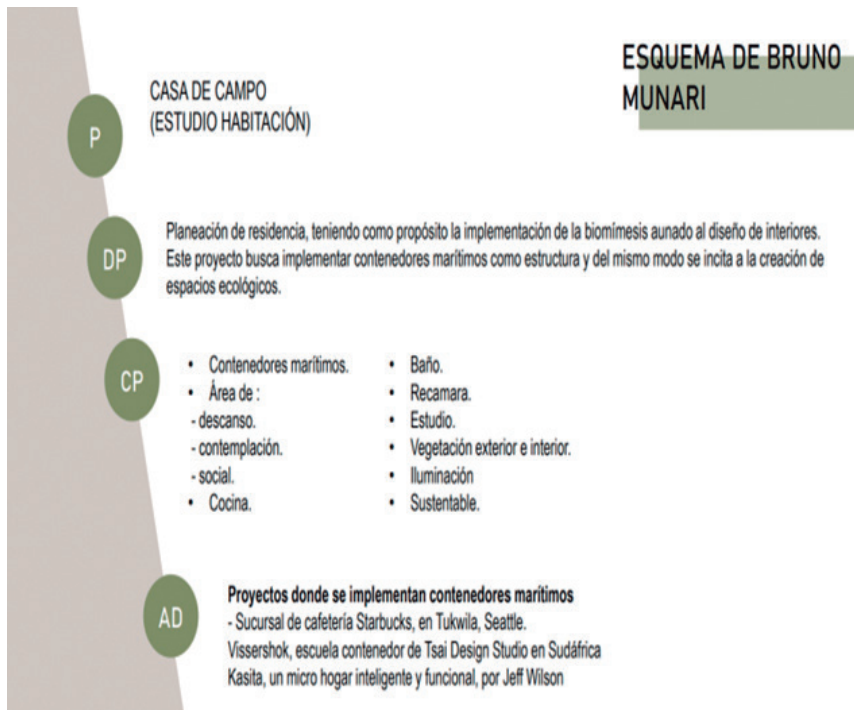 ESQUEMA DE BRUNO
MUNARI
P
CASA DE CAMPO
(ESTUDIO HABITACIÓN)
DP
Planeación de residencia, teniendo como propósito la implementación de la biomímesis aunado al diseño de interiores.
Este proyecto busca implementar contenedores marítimos como estructura y del mismo modo se incita a la creación de
espacios ecológicos.
CP
• Contenedores marítimos.
• Área de :
- descanso.
- contemplación.
- social.
• Cocina.
• Baño.
• Recamara.
• Estudio.
• Vegetación exterior e interior.
• Iluminación
• Sustentable.
AD
Proyectos donde se implementan contenedores marítimos
- Sucursal de cafetería Starbucks, en Tukwila, Seattle.
Vissershok, escuela contenedor de Tsai Design Studio en Sudáfrica
Kasita, un micro hogar inteligente y funcional, por Jeff Wilson